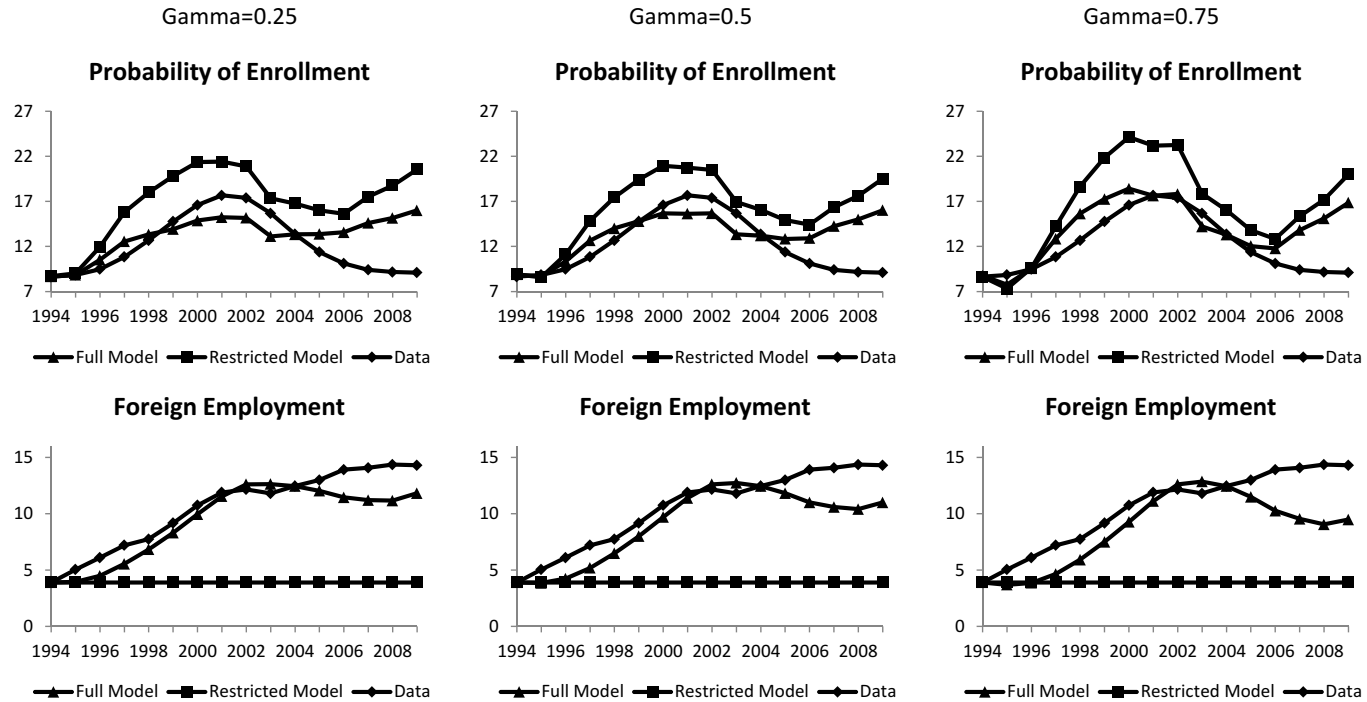 Gamma=0.25 Gamma=0.5 Gamma=0.75
Probability of Enrollment Probability of Enrollment Probability of Enrollment
27 27 27
22 22 22
17 17 17
12 12 12
7 7 7
1994 1996 1998 2000 2002 2004 2006 2008 1994 1996 1998 2000 2002 2004 2006 2008 1994 1996 1998 2000 2002 2004 2006 2008
Full Model Restricted Model Data Full Model Restricted Model Data Full Model Restricted Model Data
Foreign Employment Foreign Employment Foreign Employment
15 15 15
10 10 10
5 5 5
0 0 0
1994 1996 1998 2000 2002 2004 2006 2008 1994 1996 1998 2000 2002 2004 2006 2008 1994 1996 1998 2000 2002 2004 2006 2008
Full Model Restricted Model Data Full Model Restricted Model Data Full Model Restricted Model Data